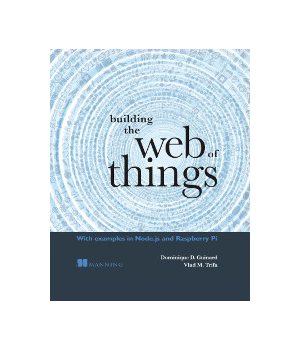 building
the
web of
things
With examples in Node.js and Raspberry Pi
Dominique D. Guinard
Vlad M. Trifa
MANNING